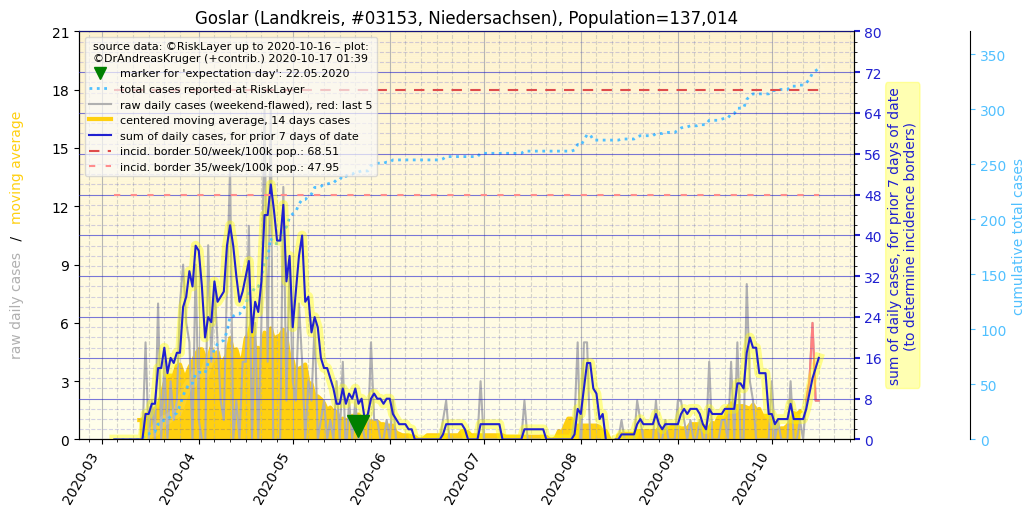 Goslar (Landkreis, #03153, Niedersachsen), Population=137,014
source data: ©RiskLayer up to 2020-10-16 – plot:
©DrAndreasKruger (+contrib.) 2020-10-17 01:39
marker for 'expectation day': 22.05.2020
total cases reported at RiskLayer
raw daily cases (weekend-flawed), red: last 5
centered moving average, 14 days cases
sum of daily cases, for prior 7 days of date
incid. border 50/week/100k pop.: 68.51
incid. border 35/week/100k pop.: 47.95
raw daily cases / moving average
21
18
15
12
9
6
3
0
2020-03
2020-04
2020-05
2020-06
2020-07
2020-08
2020-09
2020-10
80
72
64
56
48
40
32
24
16
8
0
sum of daily cases, for prior 7 days of date
(to determine incidence borders)
350
300
250
200
150
100
50
0
cumulative total cases